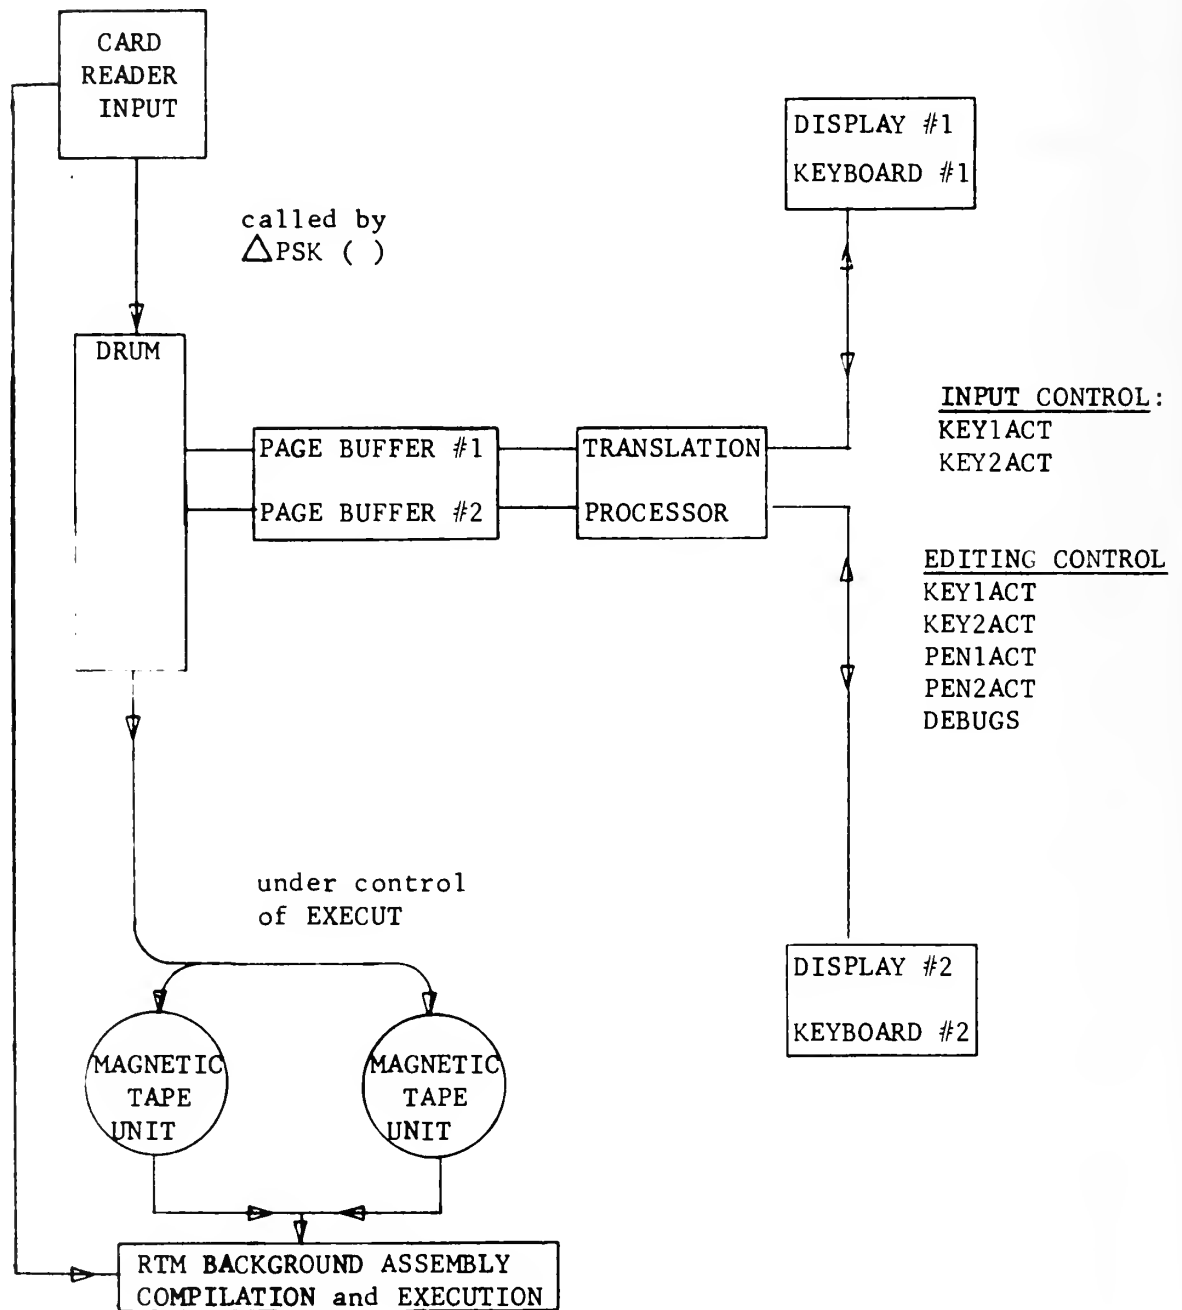 CARD
READER
INPUT
DISPLAY #1
KEYBOARD #1
called by
△PSK ( )
DRUM
INPUT CONTROL:
KEY1ACT
KEY2ACT
PAGE BUFFER #1
PAGE BUFFER #2
TRANSLATION
PROCESSOR
EDITING CONTROL
KEY1ACT
KEY2ACT
PEN1ACT
PEN2ACT
DEBUGS
under control
of EXECUT
DISPLAY #2
KEYBOARD #2
MAGNETIC
TAPE
UNIT
MAGNETIC
TAPE
UNIT
RTM BACKGROUND ASSEMBLY
COMPILATION and EXECUTION